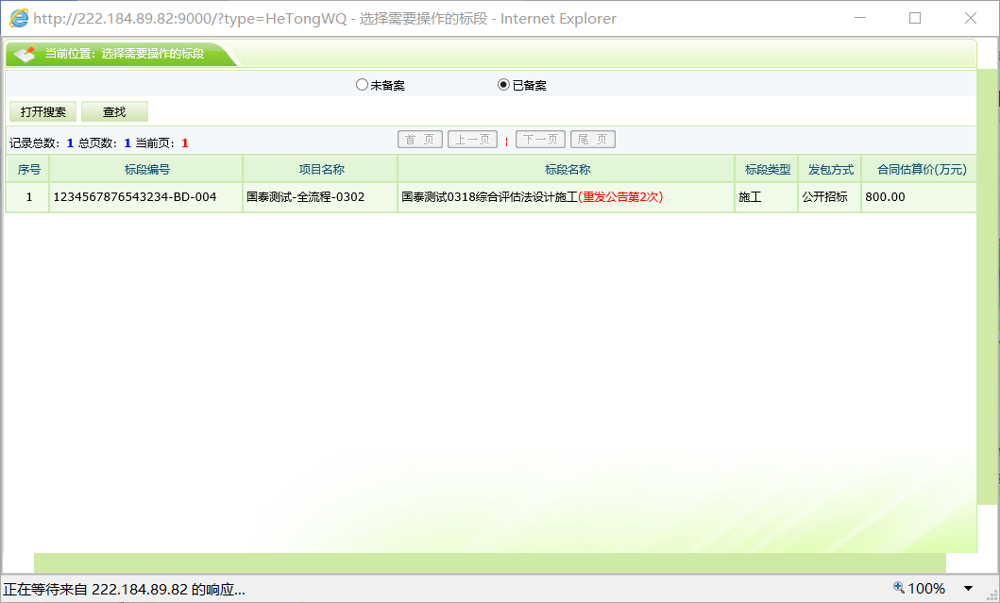 http://222.184.89.82:9000/?type=HeTongWQ - 选择需要操作的标段 - Internet Explorer
当前位置：选择需要操作的标段
未备案 已备案
打开搜索 查找
记录总数：1 总页数：1 当前页：1 首 页 上一页 ¦ 下一页 尾 页
序号 标段编号 项目名称 标段名称 标段类型 发包方式 合同估算价(万元)
1 1234567876543234-BD-004 国泰测试-全流程-0302 国泰测试0318综合评估法设计施工(重发公告第2次) 施工 公开招标 800.00
正在等待来自 222.184.89.82 的响应... 100%